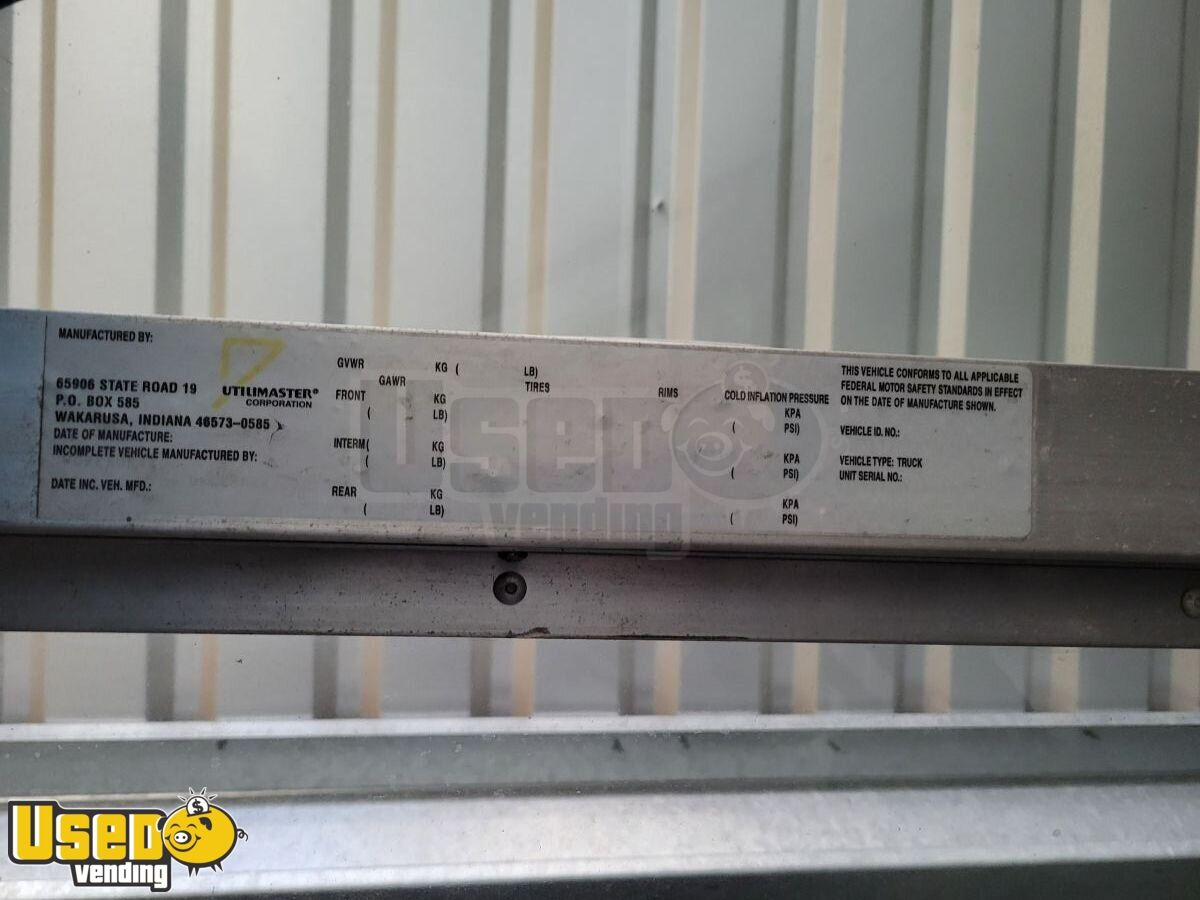 MANUFACTURED BY:
65906 STATE ROAD 19
P.O. BOX 585
WAKARUSA, INDIANA 46573-0585
UTILIMASTER®
CORPORATION
DATE OF MANUFACTURE:
INCOMPLETE VEHICLE MANUFACTURED BY:
DATE INC. VEH. MFD.:
GVWR KG ( LB)
GAWR TIRES RIMS COLD INFLATION PRESSURE
FRONT KG KPA
( LB) ( PSI)
INTERM( KG KPA
( LB) ( PSI)
REAR KG KPA
( LB) ( PSI)
THIS VEHICLE CONFORMS TO ALL APPLICABLE
FEDERAL MOTOR SAFETY STANDARDS IN EFFECT
ON THE DATE OF MANUFACTURE SHOWN.
VEHICLE ID. NO.:
VEHICLE TYPE: TRUCK
UNIT SERIAL NO.:
Used
vending
$
Used
vending